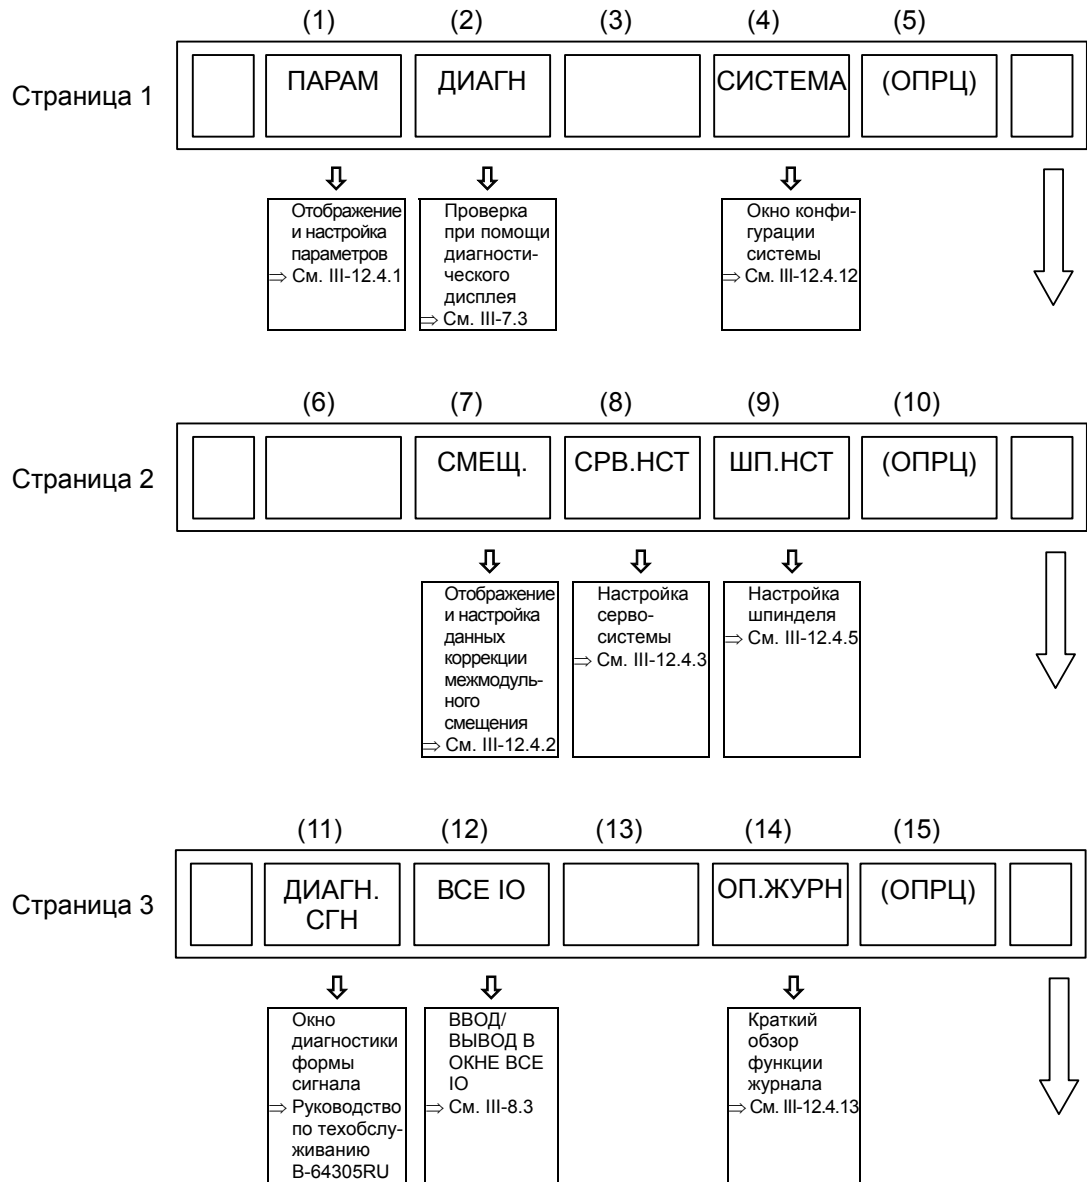 (1) (2) (3) (4) (5)
Страница 1
ПАРАМ ДИАГН СИСТЕМА (ОПРЦ)
Отображение
и настройка
параметров
⇒ См. III-12.4.1
Проверка
при помощи
диагности-
ческого
дисплея
⇒ См. III-7.3
Окно конфи-
гурации
системы
⇒ См. III-12.4.12
(6) (7) (8) (9) (10)
Страница 2
СМЕЩ. СРВ.НСТ ШП.НСТ (ОПРЦ)
Отображение
и настройка
данных
коррекции
межмодуль-
ного
смещения
⇒ См. III-12.4.2
Настройка
серво-
системы
⇒ См. III-12.4.3
Настройка
шпинделя
⇒ См. III-12.4.5
(11) (12) (13) (14) (15)
Страница 3
ДИАГН.
СГН
ВСЕ IO ОП.ЖУРН (ОПРЦ)
Окно
диагностики
формы
сигнала
⇒ Руководство
по техобслу-
живанию
B-64305RU
ВВОД/
ВЫВОД В
ОКНЕ ВСЕ
IO
⇒ См. III-8.3
Краткий
обзор
функции
журнала
⇒ См. III-12.4.13